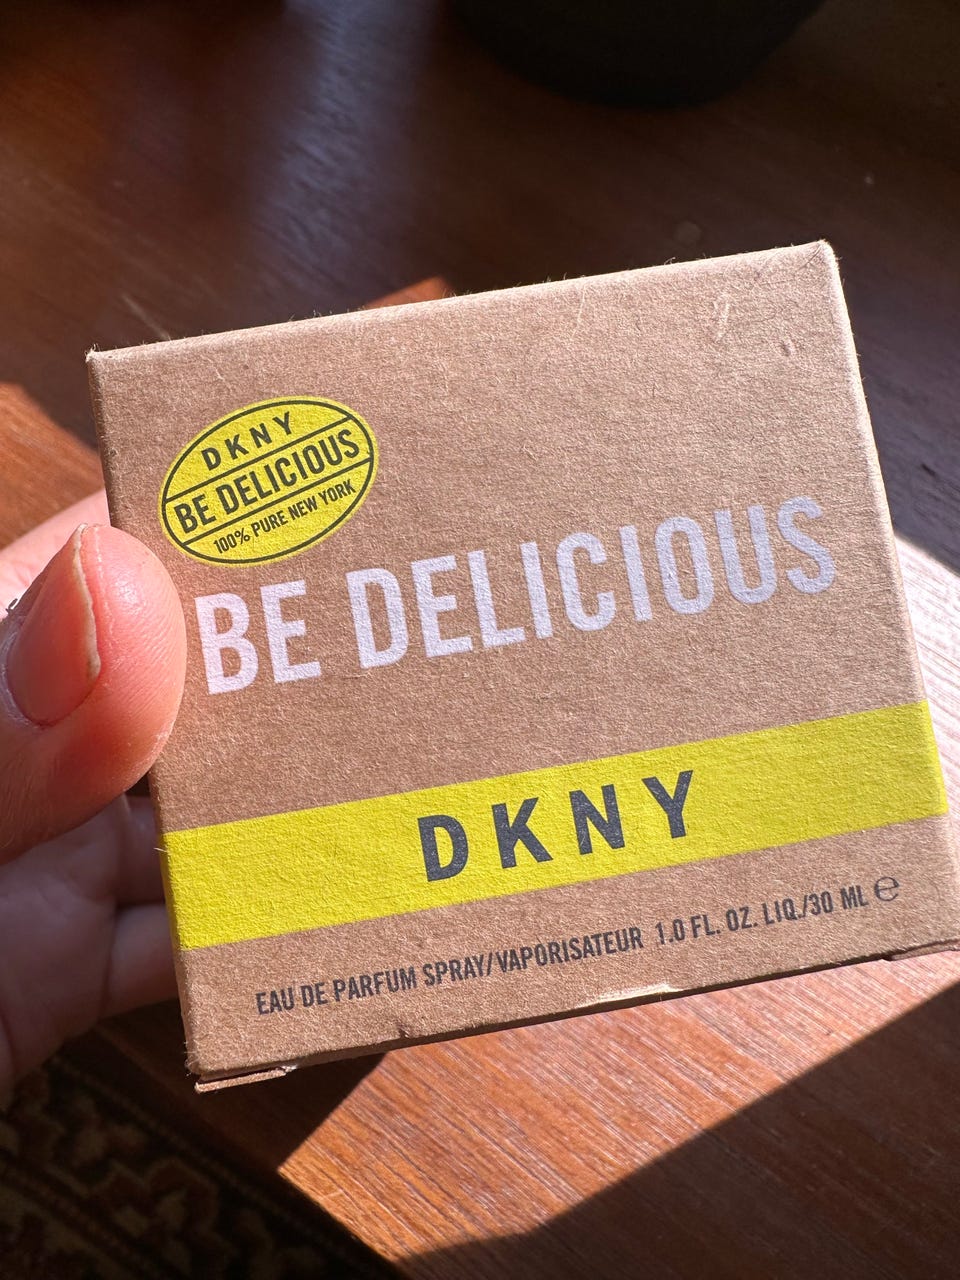 DKNY
BE DELICIOUS
100% PURE NEW YORK
BE DELICIOUS
DKNY
EAU DE PARFUM SPRAY/VAPORISATEUR 1.0 FL. OZ. LIQ./30 ML ℮